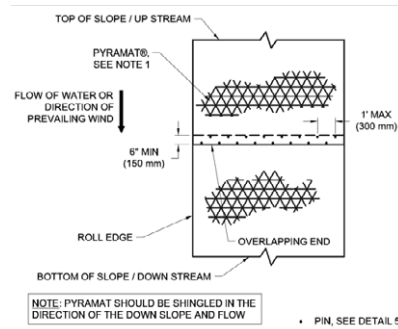 TOP OF SLOPE / UP STREAM
PYRAMAT®,
SEE NOTE 1
FLOW OF WATER OR
DIRECTION OF
PREVAILING WIND
1' MAX
(300 mm)
6" MIN
(150 mm)
ROLL EDGE
OVERLAPPING END
BOTTOM OF SLOPE / DOWN STREAM
NOTE: PYRAMAT SHOULD BE SHINGLED IN THE
DIRECTION OF THE DOWN SLOPE AND FLOW
• PIN, SEE DETAIL